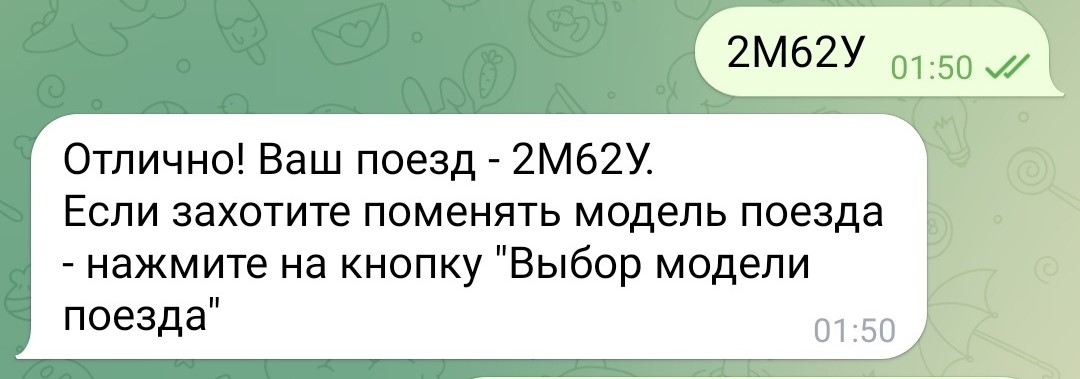 2М62У 01:50
Отлично! Ваш поезд - 2М62У.
Если захотите поменять модель поезда
- нажмите на кнопку "Выбор модели
поезда"
01:50